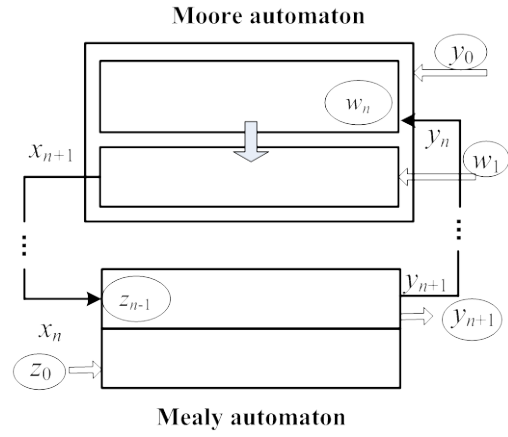 Moore automaton
y0
wn
yn
xn+1
w1
⋮
⋮
zn-1
yn+1
yn+1
xn
z0
Mealy automaton